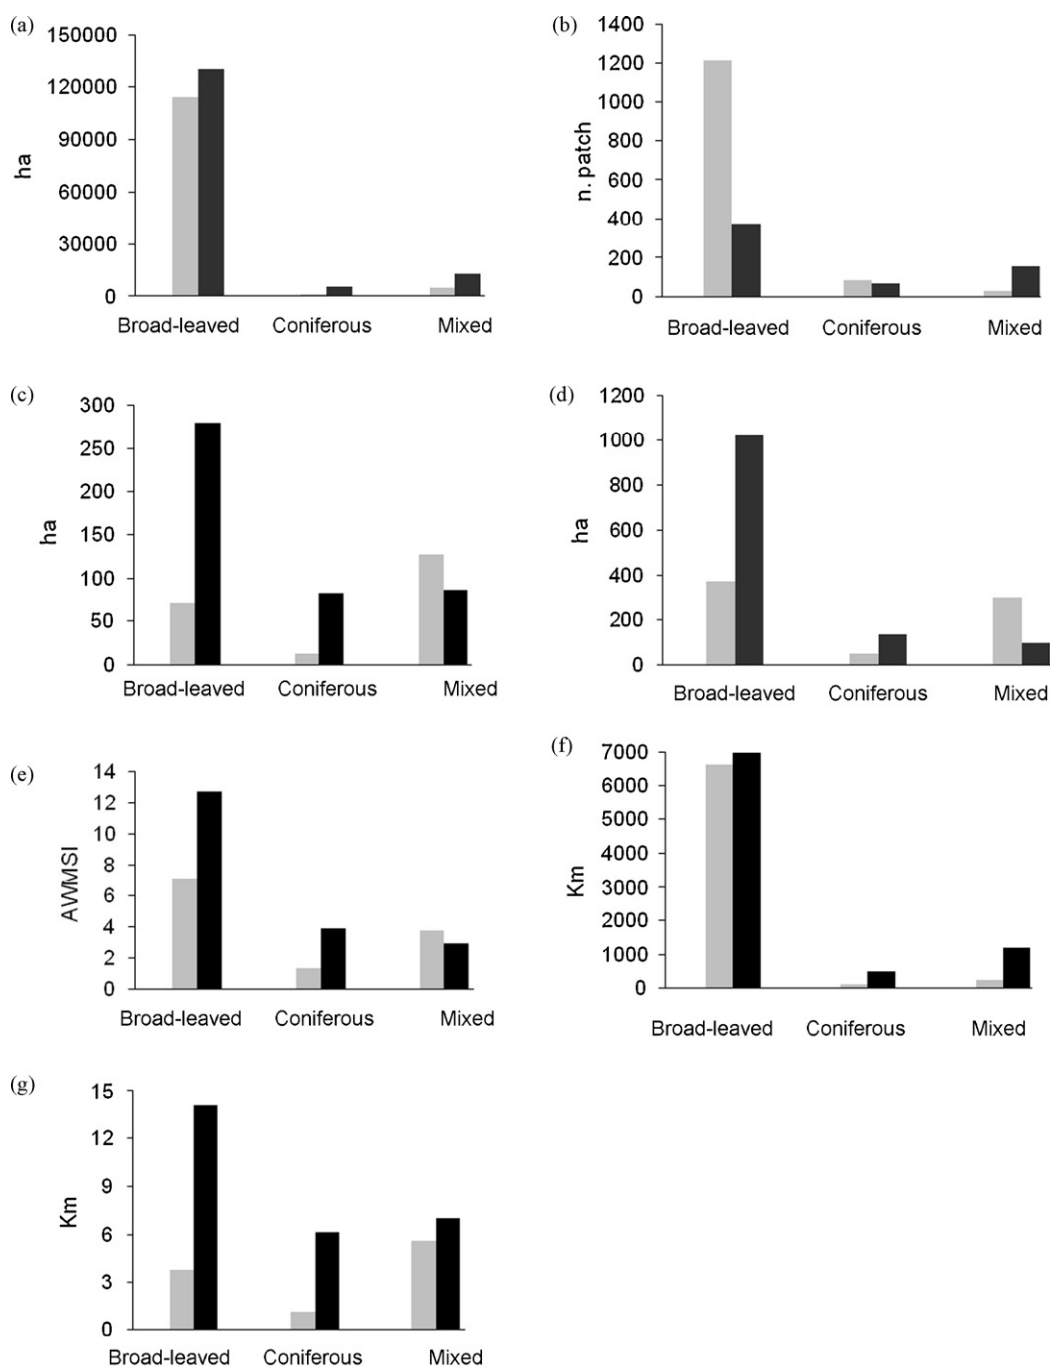 (a)
150000
120000
90000
60000
30000
0
ha
Broad-leaved Coniferous Mixed
(b)
1400
1200
1000
800
600
400
200
0
n. patch
Broad-leaved Coniferous Mixed
(c)
300
250
200
150
100
50
0
ha
Broad-leaved Coniferous Mixed
(d)
1200
1000
800
600
400
200
0
ha
Broad-leaved Coniferous Mixed
(e)
14
12
10
8
6
4
2
0
AWMSI
Broad-leaved Coniferous Mixed
(f)
7000
6000
5000
4000
3000
2000
1000
0
Km
Broad-leaved Coniferous Mixed
(g)
15
12
9
6
3
0
Km
Broad-leaved Coniferous Mixed